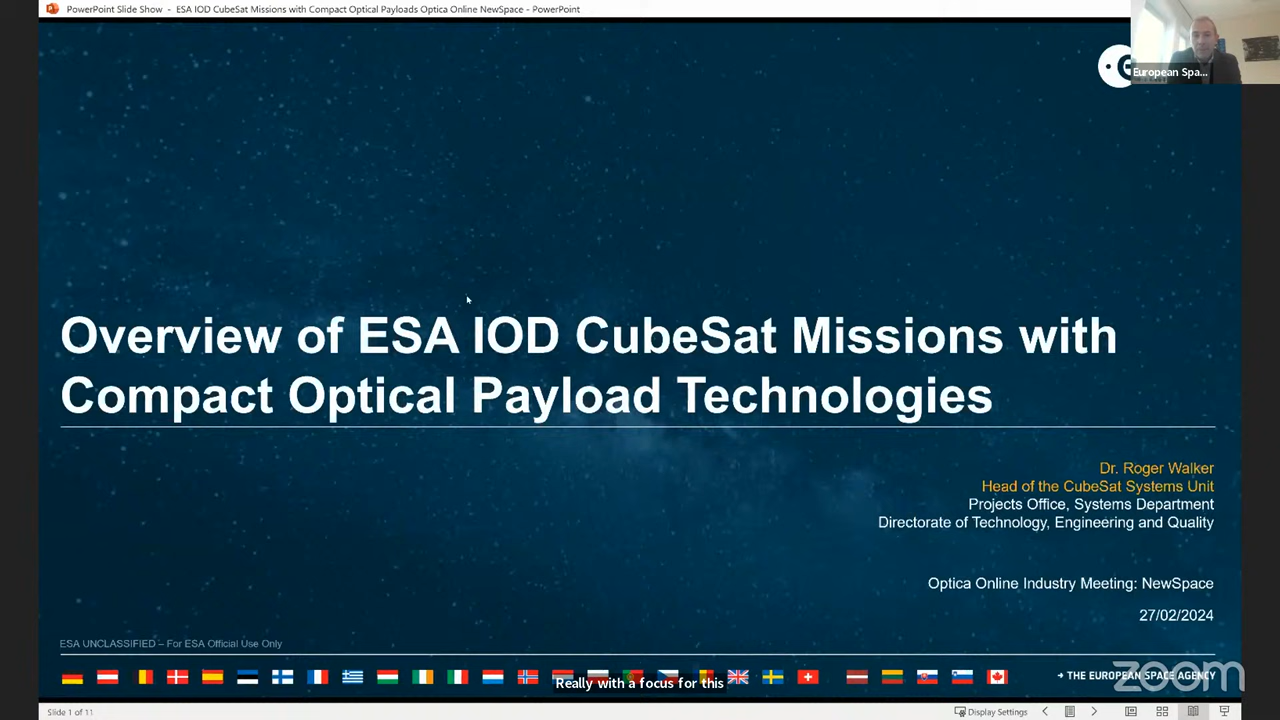 PowerPoint Slide Show - ESA IOD CubeSat Missions with Compact Optical Payloads Optica Online NewSpace - PowerPoint
European Spa...
Overview of ESA IOD CubeSat Missions with
Compact Optical Payload Technologies
Dr. Roger Walker
Head of the CubeSat Systems Unit
Projects Office, Systems Department
Directorate of Technology, Engineering and Quality
Optica Online Industry Meeting: NewSpace
27/02/2024
ESA UNCLASSIFIED – For ESA Official Use Only
→ THE EUROPEAN SPACE AGENCY
zoom
Really with a focus for this
Slide 1 of 11
Display Settings